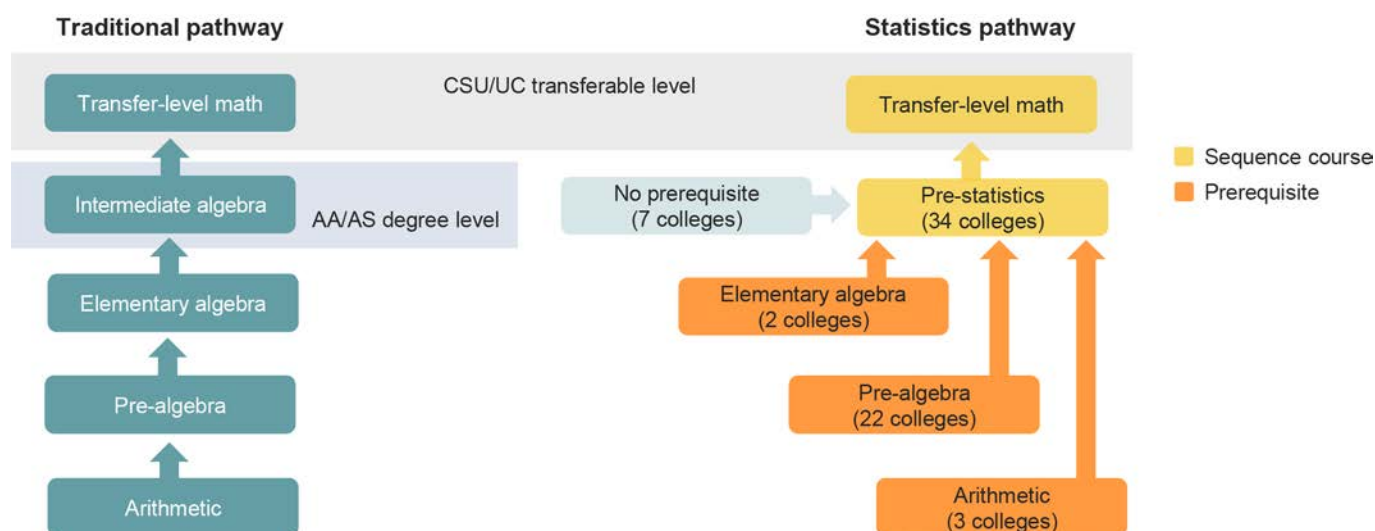 Traditional pathway
Statistics pathway
CSU/UC transferable level
Transfer-level math
Transfer-level math
Sequence course
Prerequisite
Intermediate algebra
AA/AS degree level
No prerequisite
(7 colleges)
Pre-statistics
(34 colleges)
Elementary algebra
Elementary algebra
(2 colleges)
Pre-algebra
Pre-algebra
(22 colleges)
Arithmetic
Arithmetic
(3 colleges)